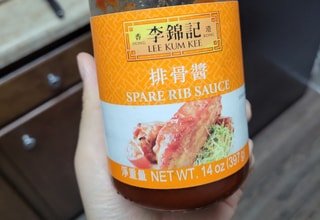 香 李錦記 港
LEE KUM KEE
排骨醬
SPARE RIB SAUCE
淨重量 NET WT. 14 oz (397 g)